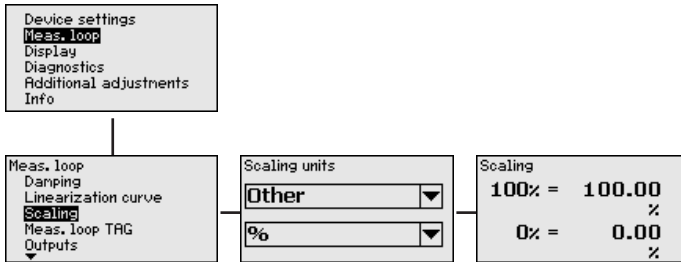 Device settings
Meas. loop
Display
Diagnostics
Additional adjustments
Info
Meas. loop
Damping
Linearization curve
Scaling
Meas. loop TAG
Outputs
Scaling units
Other
%
Scaling
100% = 100.00
%
0% = 0.00
%